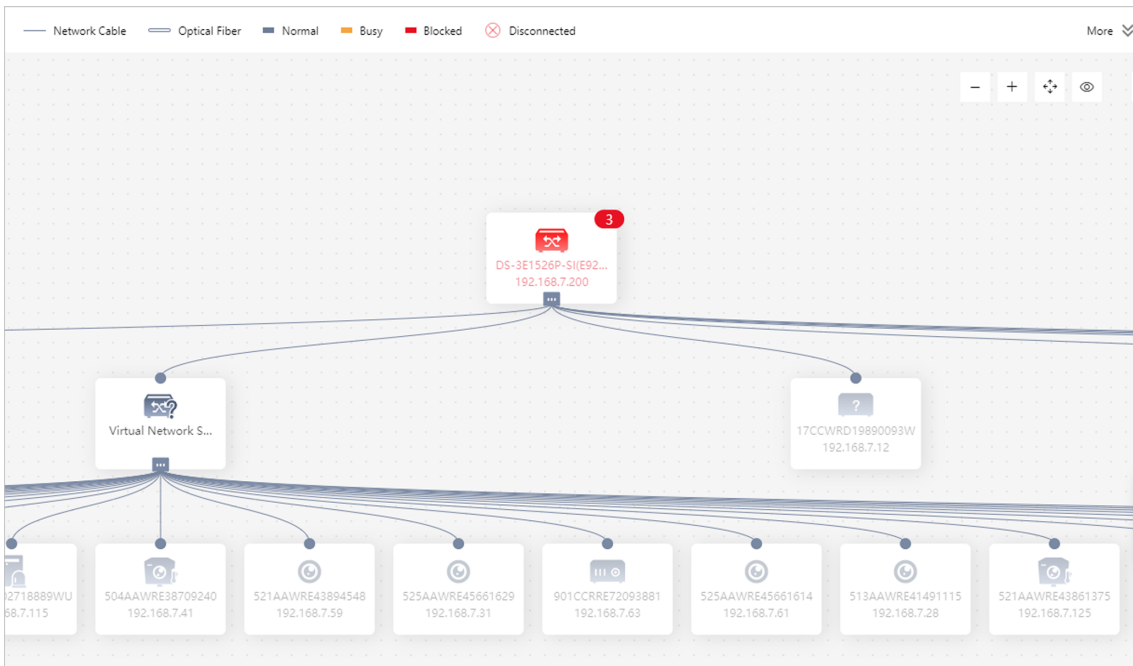 Network Cable Optical Fiber Normal Busy Blocked Disconnected More
3
DS-3E1526P-SI(E92...
192.168.7.200
Virtual Network S...
17CCWRD19890093W
192.168.7.12
02718889WU 504AAWRE38709240 521AAWRE43894548 525AAWRE45661629 901CCRRE72093881 525AAWRE45661614 513AAWRE41491115 521AAWRE43861375
68.7.115 192.168.7.41 192.168.7.59 192.168.7.31 192.168.7.63 192.168.7.61 192.168.7.28 192.168.7.125